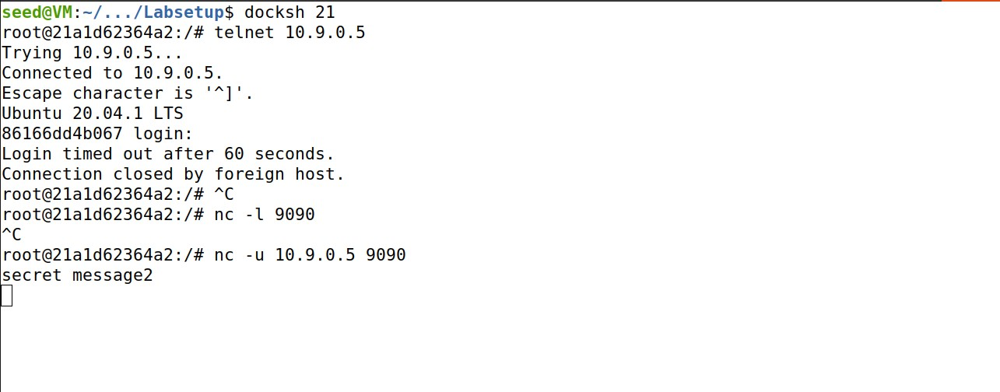 seed@VM:~/.../Labsetup$ docksh 21
root@21a1d62364a2:/# telnet 10.9.0.5
Trying 10.9.0.5...
Connected to 10.9.0.5.
Escape character is '^]'.
Ubuntu 20.04.1 LTS
86166dd4b067 login:
Login timed out after 60 seconds.
Connection closed by foreign host.
root@21a1d62364a2:/# ^C
root@21a1d62364a2:/# nc -l 9090
^C
root@21a1d62364a2:/# nc -u 10.9.0.5 9090
secret message2